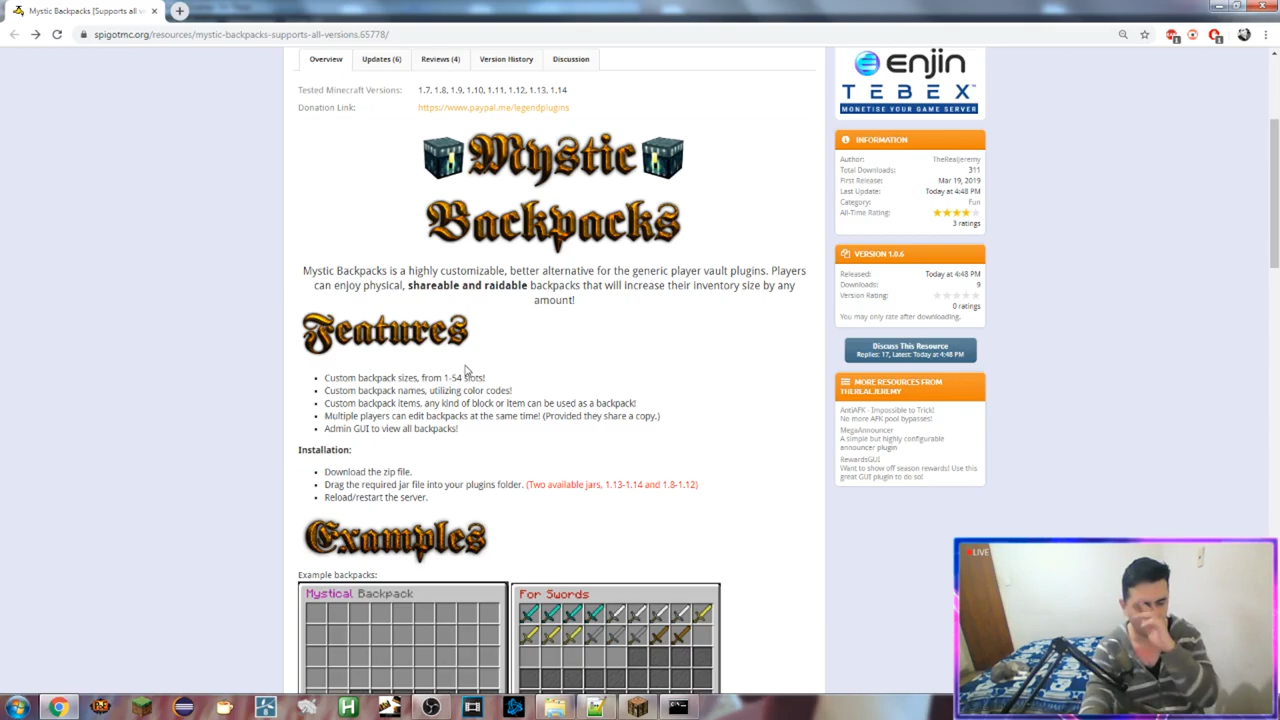 Mystic Backpacks [Supports all v
spigotmc.org/resources/mystic-backpacks-supports-all-versions.65778/
Overview
Updates (6)
Reviews (4)
Version History
Discussion
Tested Minecraft Versions: 1.7, 1.8, 1.9, 1.10, 1.11, 1.12, 1.13, 1.14
Donation Link: https://www.paypal.me/legendplugins
Mystic
Backpacks
Mystic Backpacks is a highly customizable, better alternative for the generic player vault plugins. Players
can enjoy physical, shareable and raidable backpacks that will increase their inventory size by any
amount!
Features
• Custom backpack sizes, from 1-54 slots!
• Custom backpack names, utilizing color codes!
• Custom backpack items, any kind of block or item can be used as a backpack!
• Multiple players can edit backpacks at the same time! (Provided they share a copy.)
• Admin GUI to view all backpacks!
Installation:
• Download the zip file.
• Drag the required jar file into your plugins folder. (Two available jars, 1.13-1.14 and 1.8-1.12)
• Reload/restart the server.
Examples
Example backpacks:
Mystical Backpack
For Swords
enjin
TEBEX
MONETISE YOUR GAME SERVER
INFORMATION
Author: TheRealJeremy
Total Downloads: 311
First Release: Mar 19, 2019
Last Update: Today at 4:48 PM
Category: Fun
All-Time Rating:
3 ratings
VERSION 1.0.6
Released: Today at 4:48 PM
Downloads: 9
Version Rating:
0 ratings
You may only rate after downloading.
Discuss This Resource
Replies: 17, Latest: Today at 4:48 PM
MORE RESOURCES FROM
THEREALJEREMY
AntiAFK - Impossible to Trick!
No more AFK pool bypasses!
MegaAnnouncer
A simple but highly configurable
announcer plugin
RewardsGUI
Want to show off season rewards! Use this
great GUI plugin to do so!
LIVE